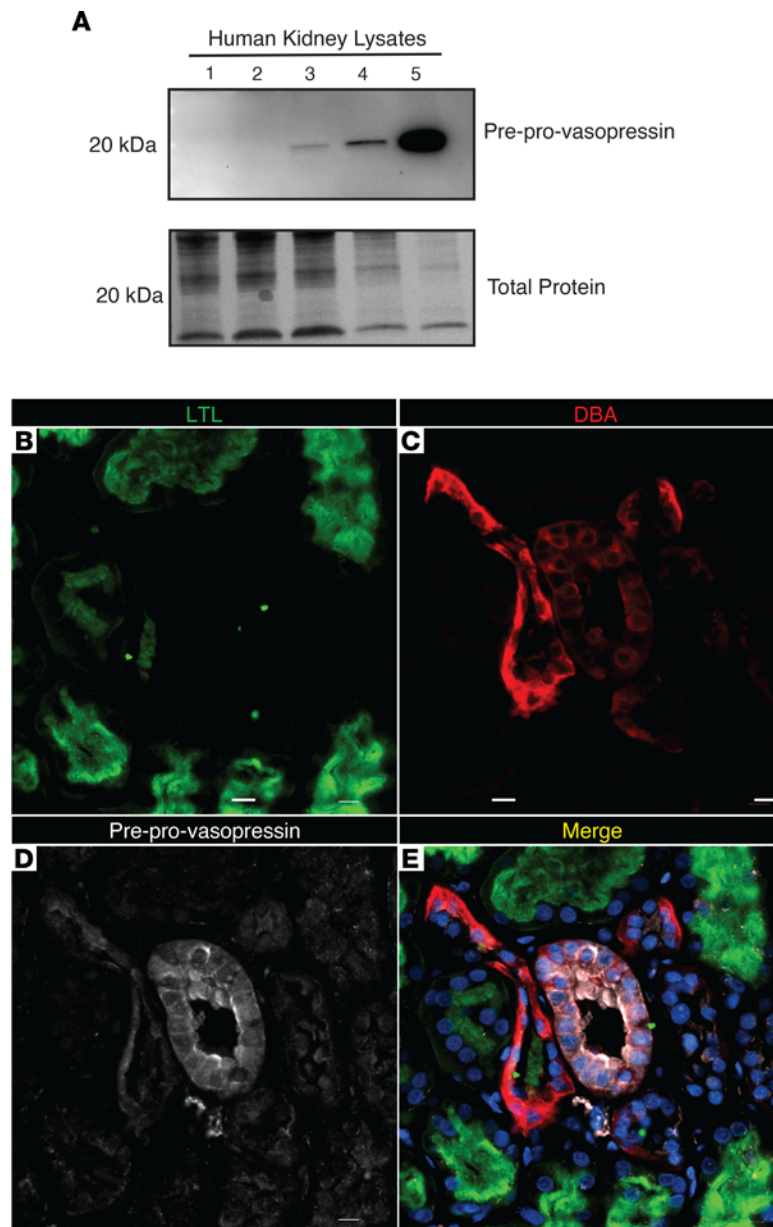 A
Human Kidney Lysates
1 2 3 4 5
20 kDa
Pre-pro-vasopressin
20 kDa
Total Protein
LTL
DBA
B
C
Pre-pro-vasopressin
Merge
D
E